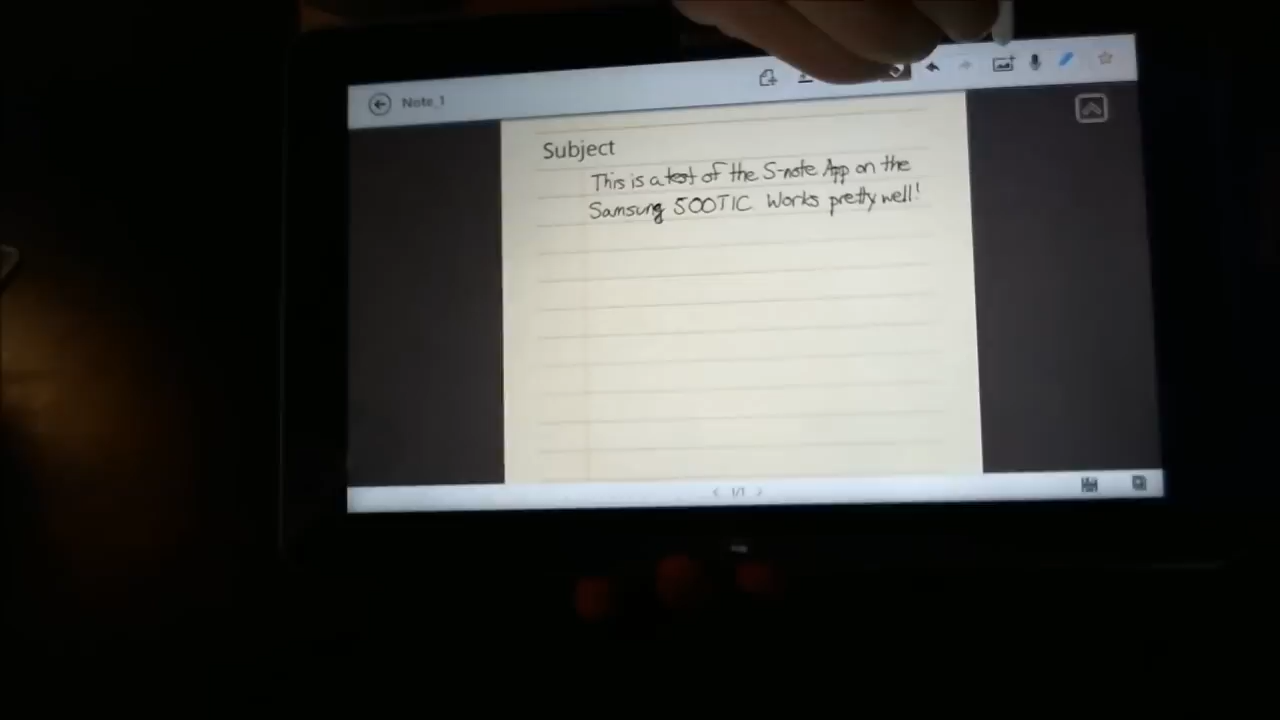 Note_1
Subject
This is a test of the S-note App on the
Samsung 500T1C Works pretty well!
1/1